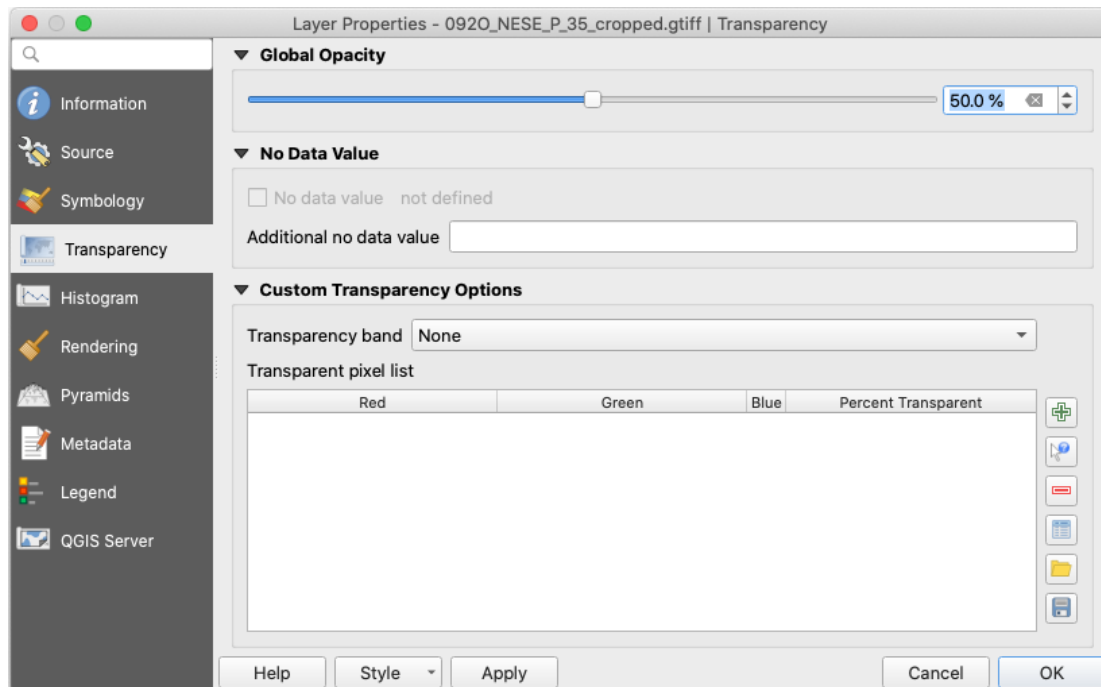 Layer Properties - 092O_NESE_P_35_cropped.gtiff | Transparency
Information
Source
Symbology
Transparency
Histogram
Rendering
Pyramids
Metadata
Legend
QGIS Server
Global Opacity
50.0 %
No Data Value
No data value not defined
Additional no data value
Custom Transparency Options
Transparency band None
Transparent pixel list
Red Green Blue Percent Transparent
Help Style Apply Cancel OK